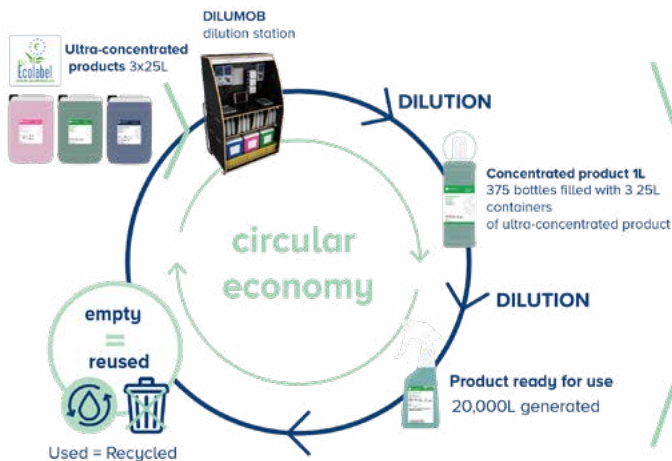 DILUMOB
dilution station
Ecolabel
Ultra-concentrated
products 3x25L
DILUTION
Concentrated product 1L
375 bottles filled with 3 25L
containers
of ultra-concentrated product
circular
economy
DILUTION
empty
=
reused
Product ready for use
20,000L generated
Used = Recycled